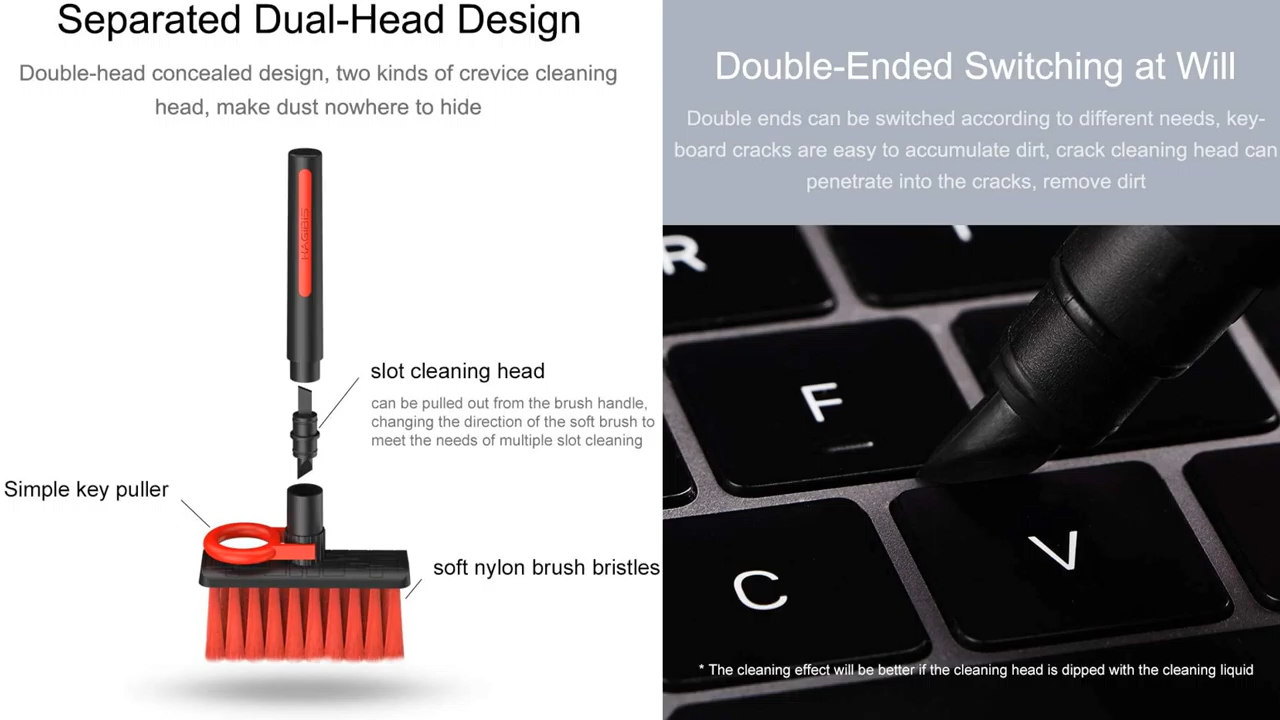 Separated Dual-Head Design
Double-head concealed design, two kinds of crevice cleaning
head, make dust nowhere to hide
HAGIBIS
slot cleaning head
can be pulled out from the brush handle,
changing the direction of the soft brush to
meet the needs of multiple slot cleaning
Simple key puller
soft nylon brush bristles
Double-Ended Switching at Will
Double ends can be switched according to different needs, key-
board cracks are easy to accumulate dirt, crack cleaning head can
penetrate into the cracks, remove dirt
R
F
C
V
* The cleaning effect will be better if the cleaning head is dipped with the cleaning liquid